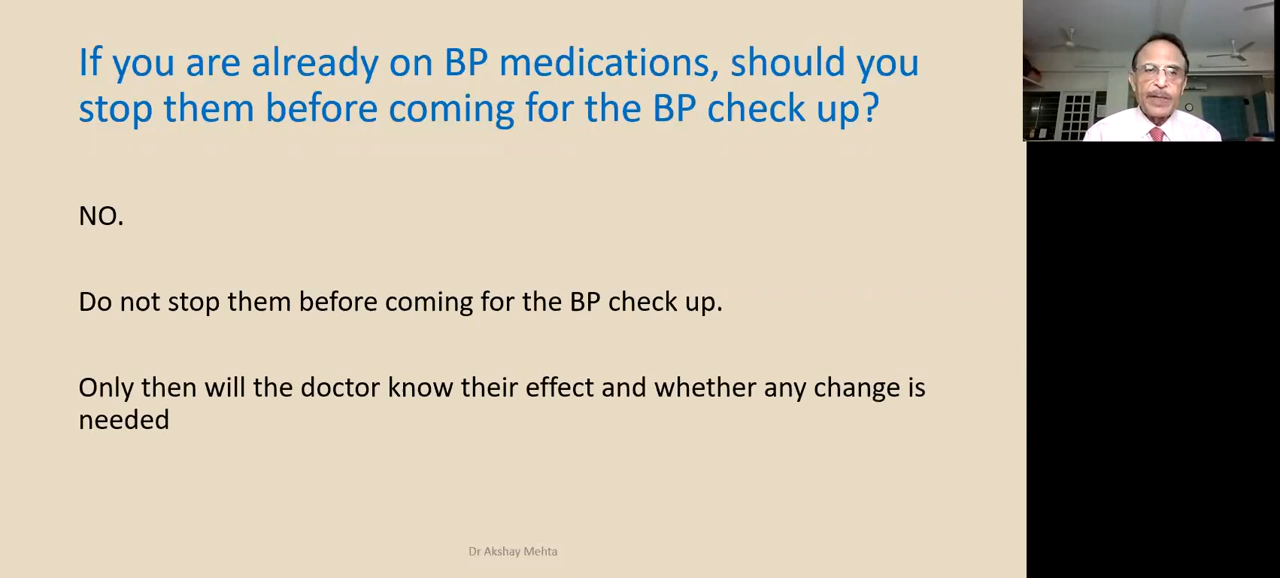 If you are already on BP medications, should you
stop them before coming for the BP check up?
NO.
Do not stop them before coming for the BP check up.
Only then will the doctor know their effect and whether any change is
needed
Dr Akshay Mehta